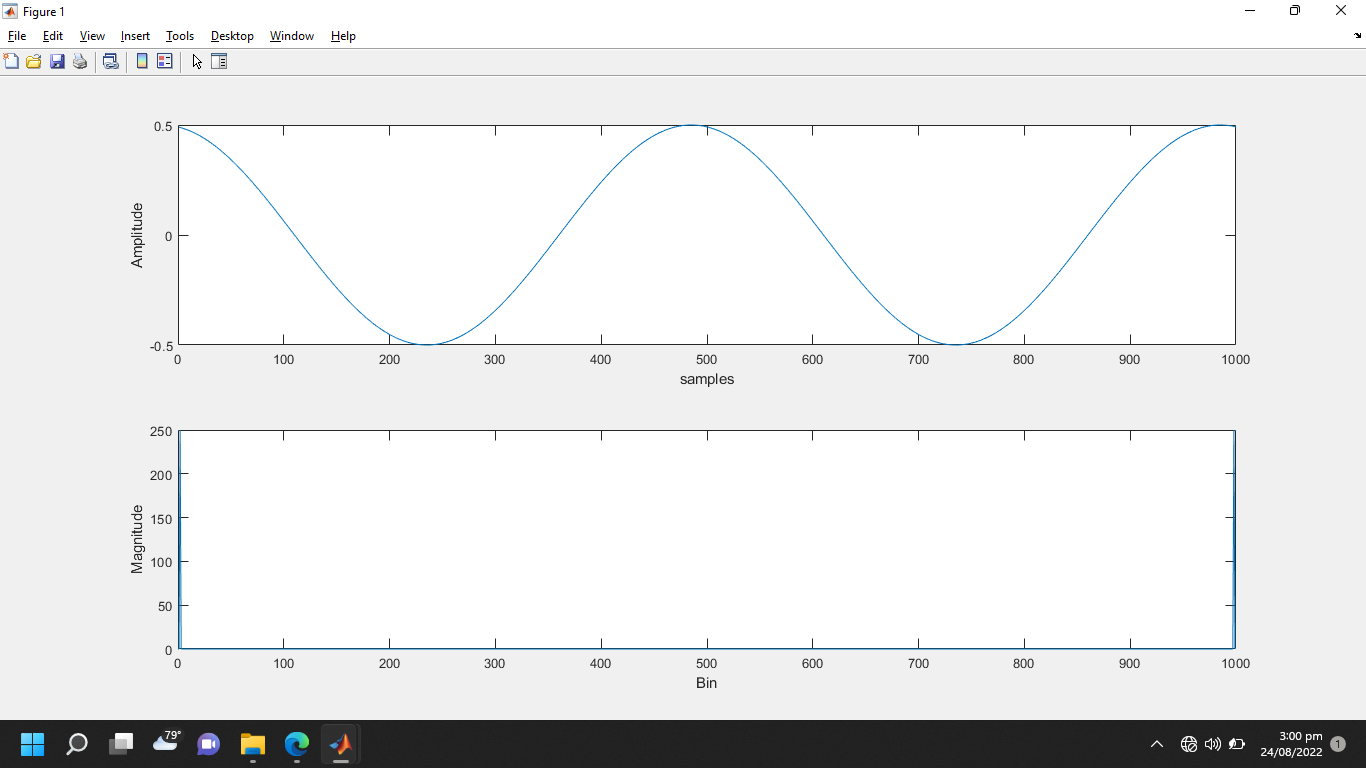 Figure 1
File Edit View Insert Tools Desktop Window Help
0.5
0
-0.5
Amplitude
0 100 200 300 400 500 600 700 800 900 1000
samples
250
200
150
100
50
0
Magnitude
0 100 200 300 400 500 600 700 800 900 1000
Bin
79°
3:00 pm
24/08/2022
1